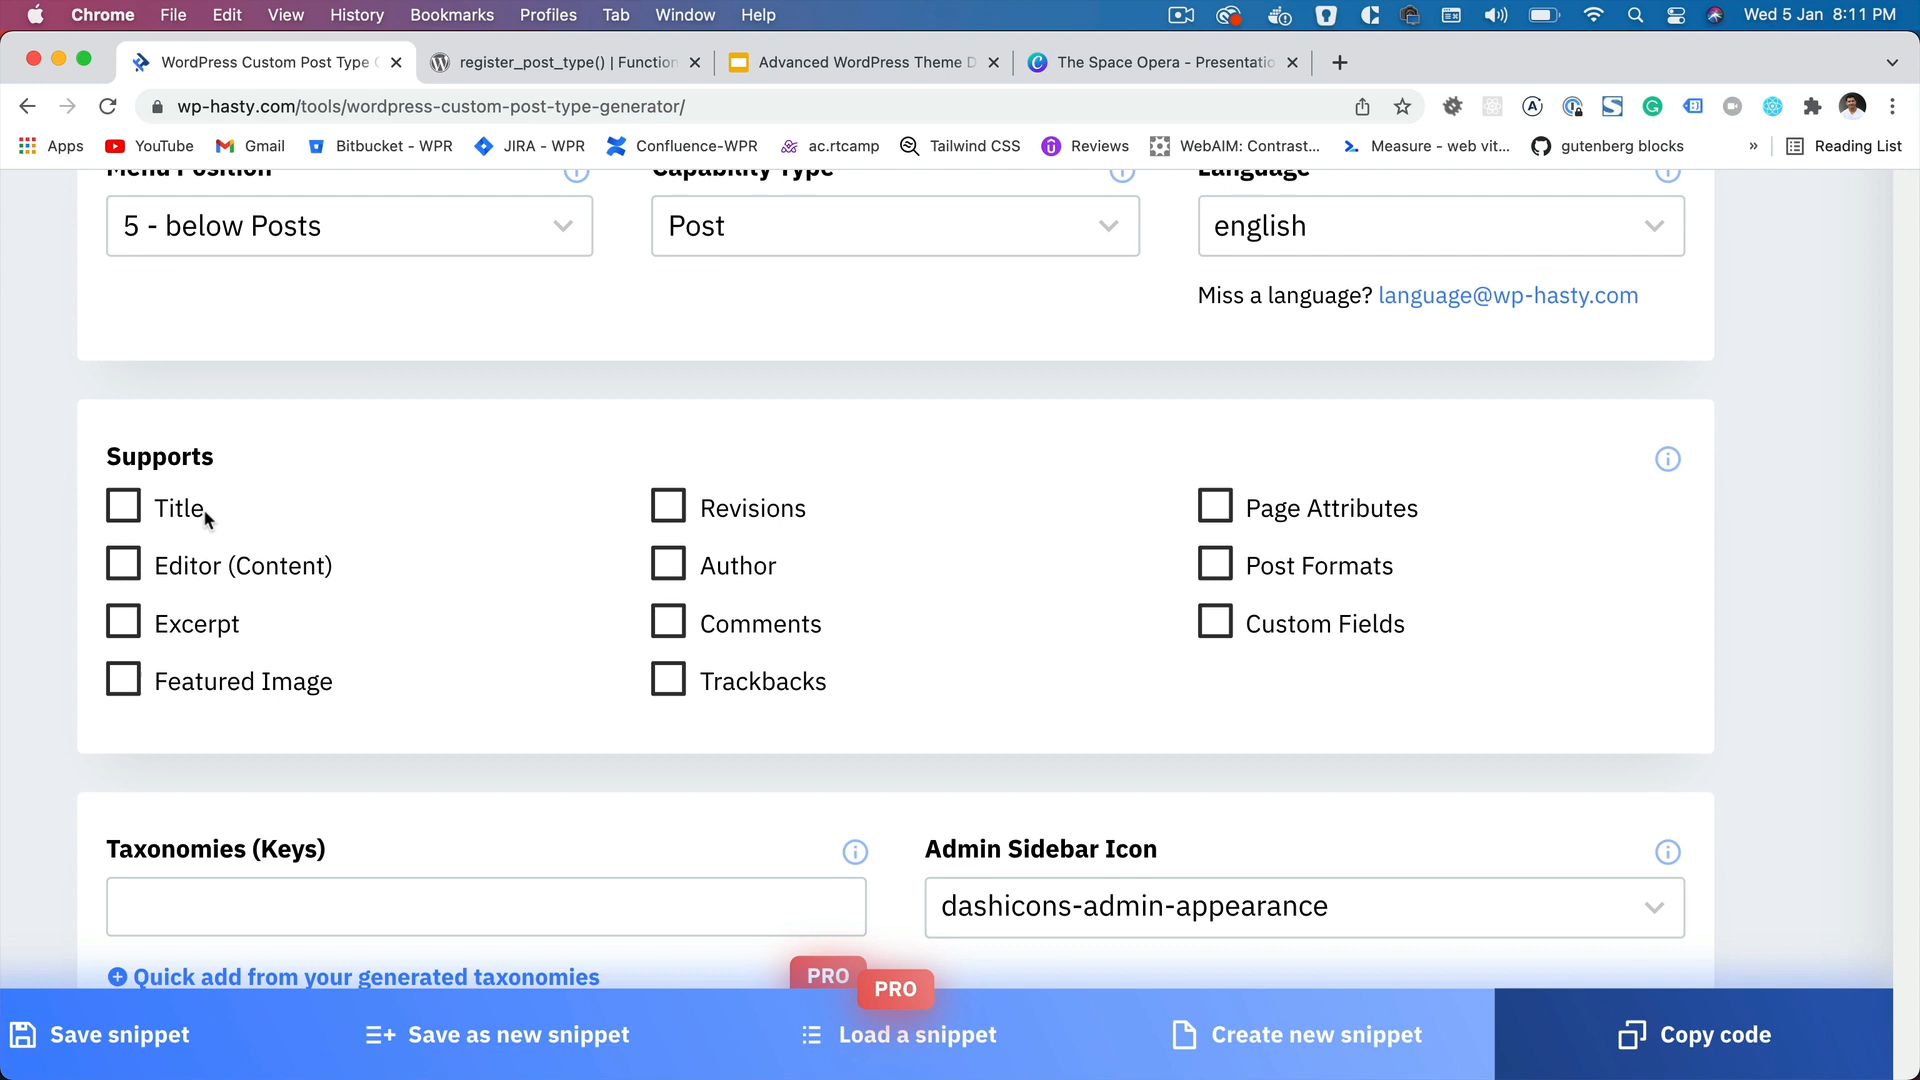 Chrome File Edit View History Bookmarks Profiles Tab Window Help Wed 5 Jan 8:11 PM
WordPress Custom Post Type register_post_type() | Function Advanced WordPress Theme D The Space Opera - Presentatio
wp-hasty.com/tools/wordpress-custom-post-type-generator/
Apps YouTube Gmail Bitbucket - WPR JIRA - WPR Confluence-WPR ac.rtcamp Tailwind CSS Reviews WebAIM: Contrast... Measure - web vit... gutenberg blocks » Reading List
Menu Position Capability Type Language
5 - below Posts Post english
Miss a language? language@wp-hasty.com
Supports
Title Revisions Page Attributes
Editor (Content) Author Post Formats
Excerpt Comments Custom Fields
Featured Image Trackbacks
Taxonomies (Keys) Admin Sidebar Icon
dashicons-admin-appearance
Quick add from your generated taxonomies PRO
PRO
Save snippet Save as new snippet Load a snippet Create new snippet Copy code